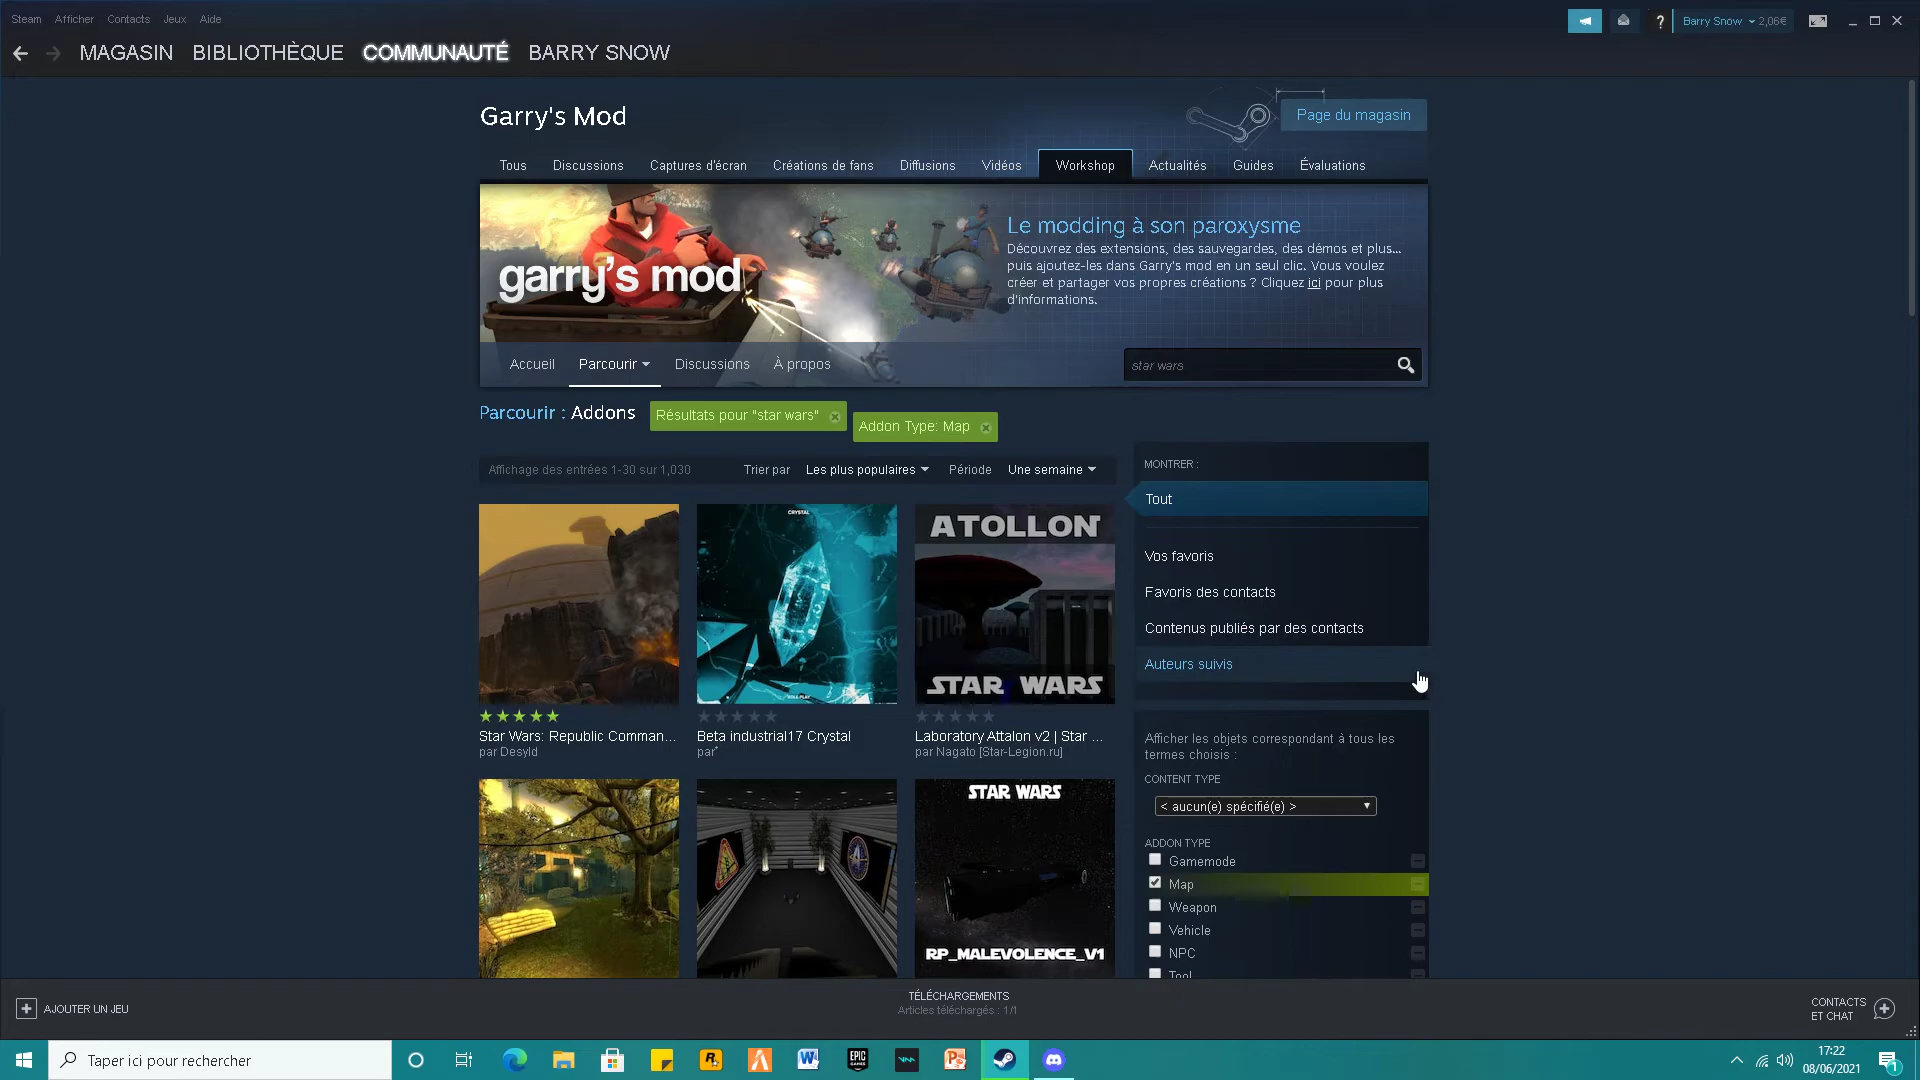 Steam Afficher Contacts Jeux Aide
Barry Snow 2,06€
MAGASIN BIBLIOTHÈQUE COMMUNAUTÉ BARRY SNOW
Garry's Mod
Page du magasin
Tous Discussions Captures d'écran Créations de fans Diffusions Vidéos Workshop Actualités Guides Évaluations
garry's mod
Le modding à son paroxysme
Découvrez des extensions, des sauvegardes, des démos et plus...
puis ajoutez-les dans Garry's mod en un seul clic. Vous voulez
créer et partager vos propres créations ? Cliquez ici pour plus
d'informations.
Accueil Parcourir Discussions À propos
star wars
Parcourir : Addons
Résultats pour "star wars"
Addon Type: Map
Affichage des entrées 1-30 sur 1,030
Trier par Les plus populaires Période Une semaine
CRYSTAL
ROLE PLAY
ATOLLON
STAR WARS
Star Wars: Republic Comman...
par Desyld
Beta industrial17 Crystal
par*
Laboratory Attalon v2 | Star ...
par Nagato [Star-Legion.ru]
STAR WARS
RP_MALEVOLENCE_V1
MONTRER :
Tout
Vos favoris
Favoris des contacts
Contenus publiés par des contacts
Auteurs suivis
Afficher les objets correspondant à tous les
termes choisis :
CONTENT TYPE
< aucun(e) spécifié(e) >
ADDON TYPE
Gamemode
Map
Weapon
Vehicle
NPC
Tool
AJOUTER UN JEU
TÉLÉCHARGEMENTS
Articles téléchargés : 1/1
CONTACTS
ET CHAT
Taper ici pour rechercher
EPIC
GAMES
17:22
08/06/2021
1